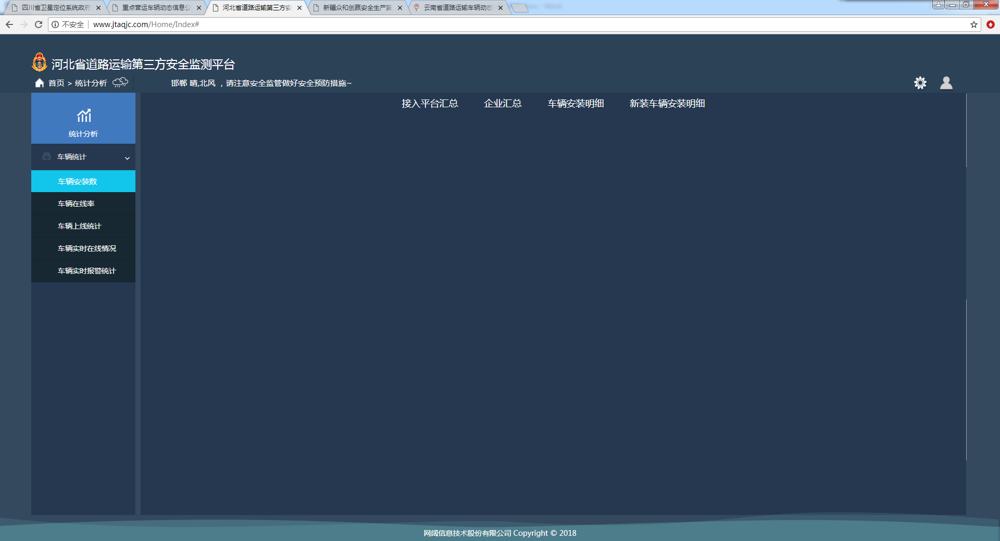 四川省卫星定位系统政府
重点营运车辆动态信息公
河北省道路运输第三方安
新疆众和创赢安全生产第
云南省道路运输车辆动态
不安全 www.jtaqjc.com/Home/Index#
河北省道路运输第三方安全监测平台
首页 > 统计分析
邯郸 晴,北风 ，请注意安全监管做好安全预防措施~
统计分析
车辆统计
车辆安装数
车辆在线率
车辆上线统计
车辆实时在线情况
车辆实时报警统计
接入平台汇总 企业汇总 车辆安装明细 新装车辆安装明细
网阔信息技术股份有限公司 Copyright © 2018